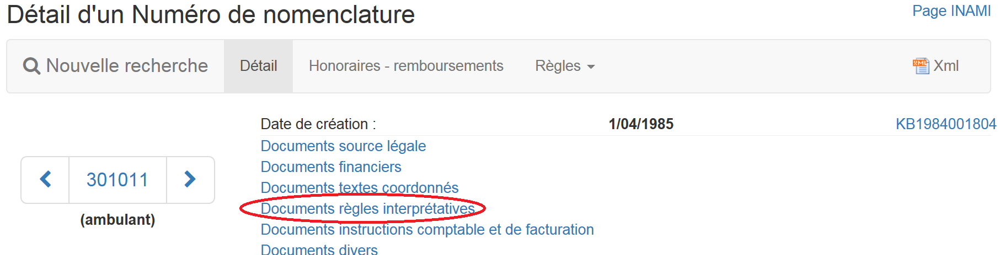 Détail d'un Numéro de nomenclature
Page INAMI
Nouvelle recherche
Détail
Honoraires - remboursements
Règles
XML
Xml
Date de création :
1/04/1985
KB1984001804
Documents source légale
Documents financiers
301011
Documents textes coordonnés
Documents règles interprétatives
(ambulant)
Documents instructions comptable et de facturation
Documents divers